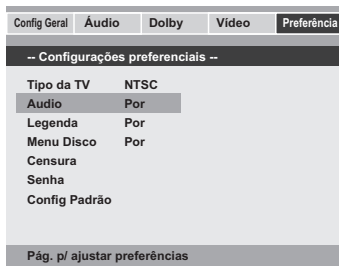 Config Geral Áudio Dolby Vídeo Preferência
-- Configurações preferenciais --
Tipo da TV NTSC
Audio Por
Legenda Por
Menu Disco Por
Censura
Senha
Config Padrão
Pág. p/ ajustar preferências